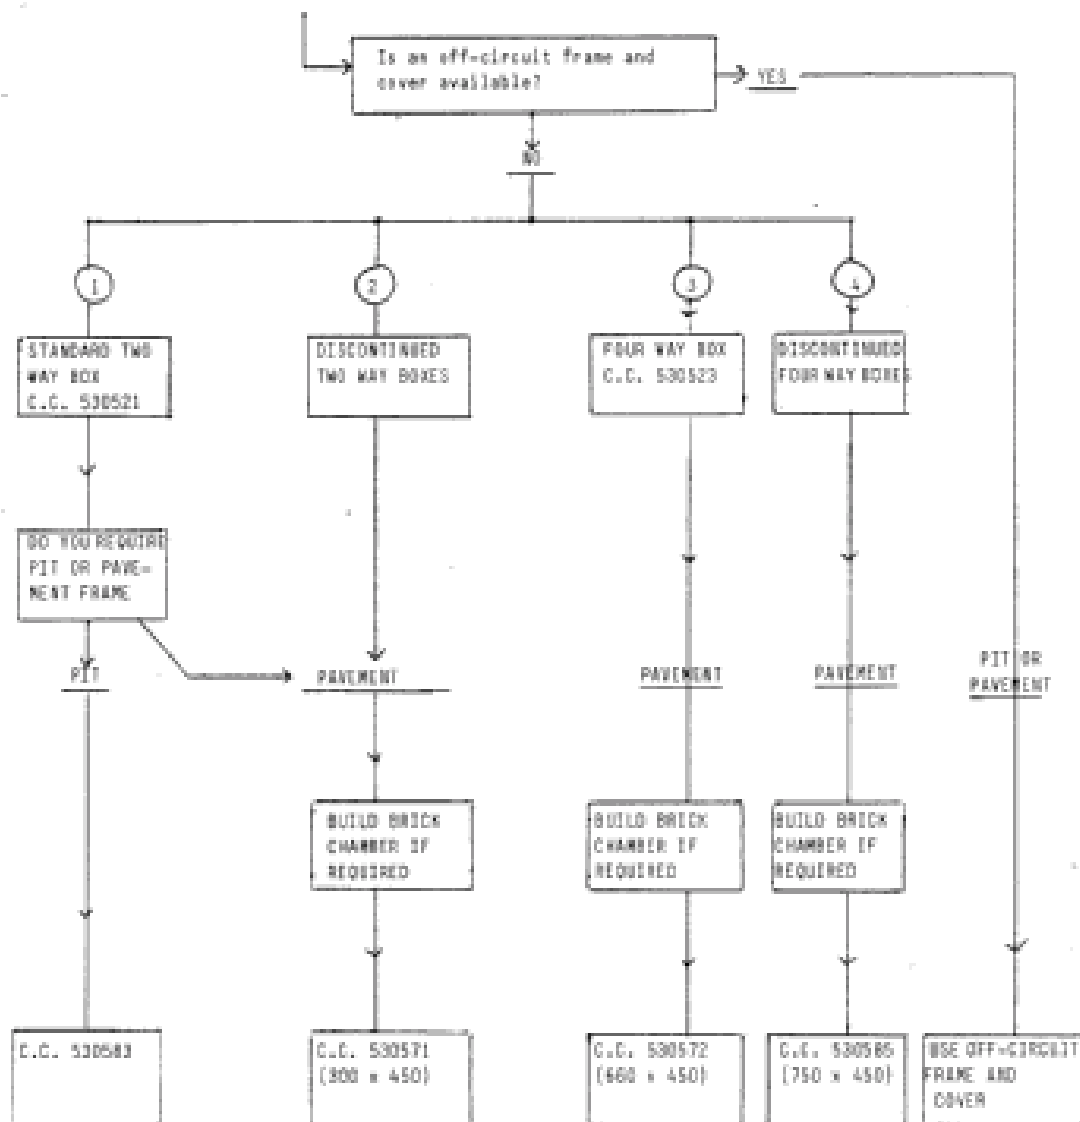 Is an off-circuit frame and
cover available?
YES
NO
1
2
3
4
STANDARD TWO
WAY BOX
C.C. 530521
DISCONTINUED
TWO WAY BOXES
FOUR WAY BOX
C.C. 530523
DISCONTINUED
FOUR WAY BOXES
DO YOU REQUIRE
PIT OR PAVE-
MENT FRAME
PIT
PAVEMENT
PAVEMENT
PAVEMENT
PIT OR
PAVEMENT
BUILD BRICK
CHAMBER IF
REQUIRED
BUILD BRICK
CHAMBER IF
REQUIRED
BUILD BRICK
CHAMBER IF
REQUIRED
C.C. 530583
C.C. 530571
x 450)
C.C. 530572
(660 x 450)
C.C. 530585
(750 x 450)
USE OFF-CIRCUIT
FRAME AND
COVER